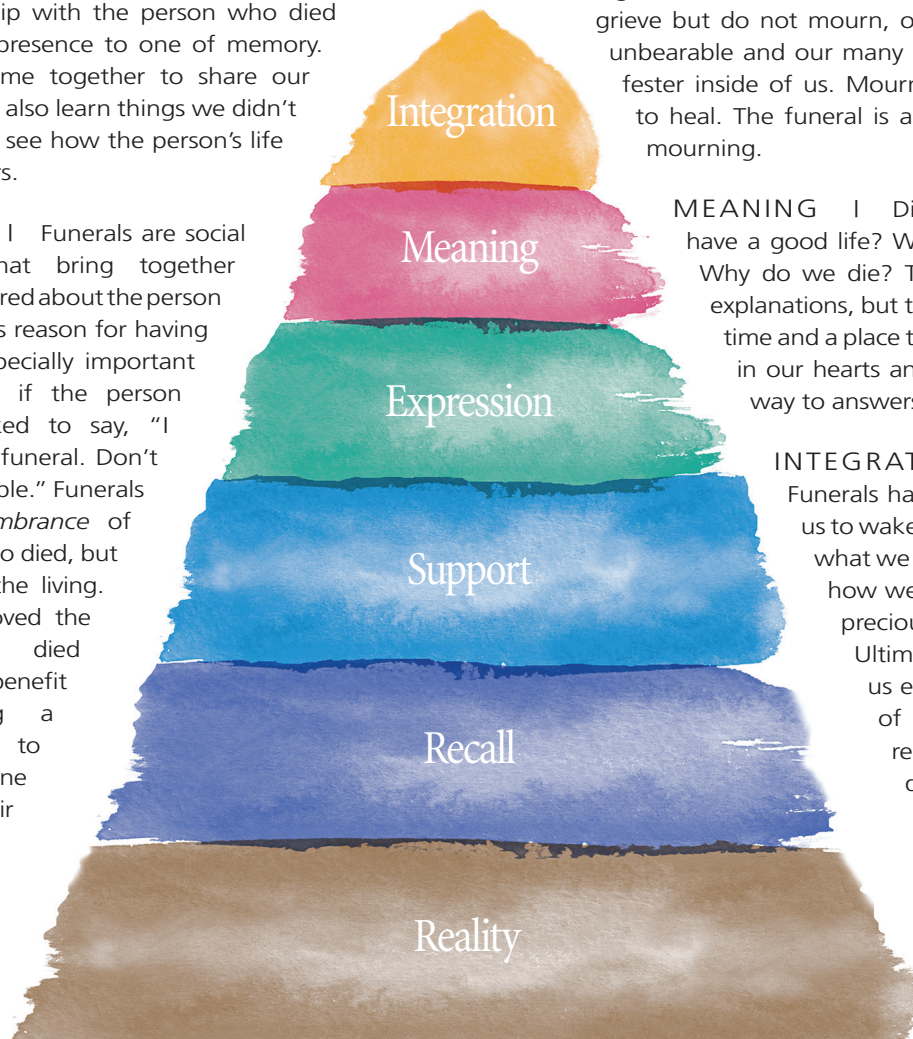 ip with the person who died
presence to one of memory.
me together to share our
also learn things we didn't
see how the person's life
s.
l Funerals are social
hat bring together
red about the person
s reason for having
pecially important
if the person
ked to say, “I
funeral. Don't
ple.” Funerals
mbrance of
o died, but
the living.
oved the
died
benefit
g a
to
ne
ir
Integration
Meaning
Expression
Support
Recall
Reality
grieve but do not mourn, o
unbearable and our many
fester inside of us. Mourn
to heal. The funeral is a
mourning.
MEANING l Di
have a good life? W
Why do we die? T
explanations, but t
time and a place t
in our hearts an
way to answers
INTEGRAT
Funerals ha
us to wake
what we
how we
preciou
Ultim
us e
of
re